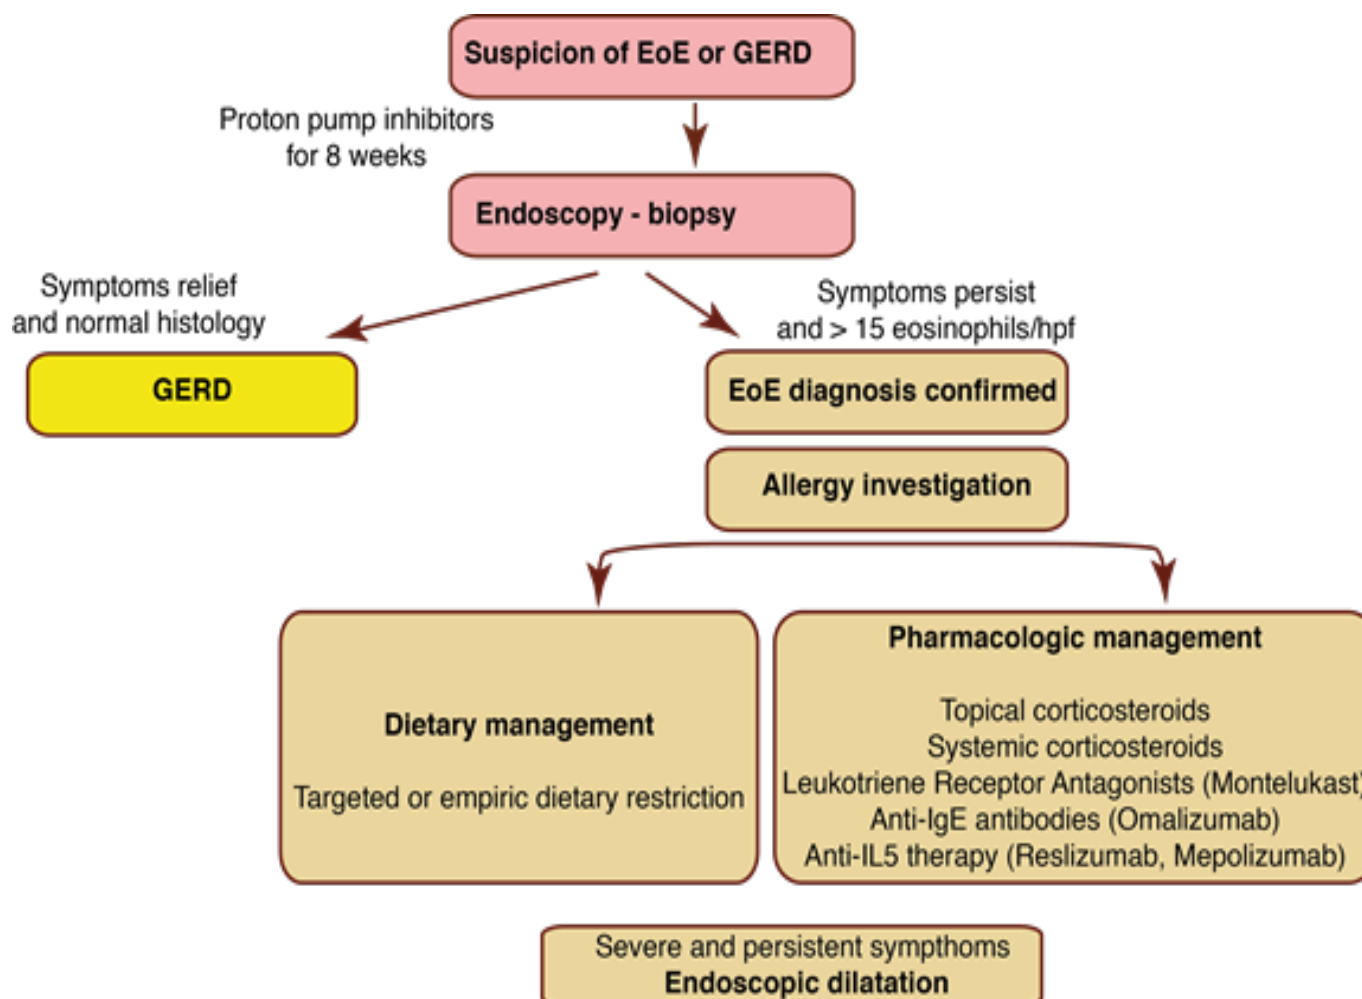 Suspicion of EoE or GERD
Proton pump inhibitors
for 8 weeks
Endoscopy - biopsy
Symptoms relief
and normal histology
Symptoms persist
and > 15 eosinophils/hpf
GERD
EoE diagnosis confirmed
Allergy investigation
Dietary management
Targeted or empiric dietary restriction
Pharmacologic management
Topical corticosteroids
Systemic corticosteroids
Leukotriene Receptor Antagonists (Montelukast)
Anti-IgE antibodies (Omalizumab)
Anti-IL5 therapy (Reslizumab, Mepolizumab)
Severe and persistent sympthoms
Endoscopic dilatation